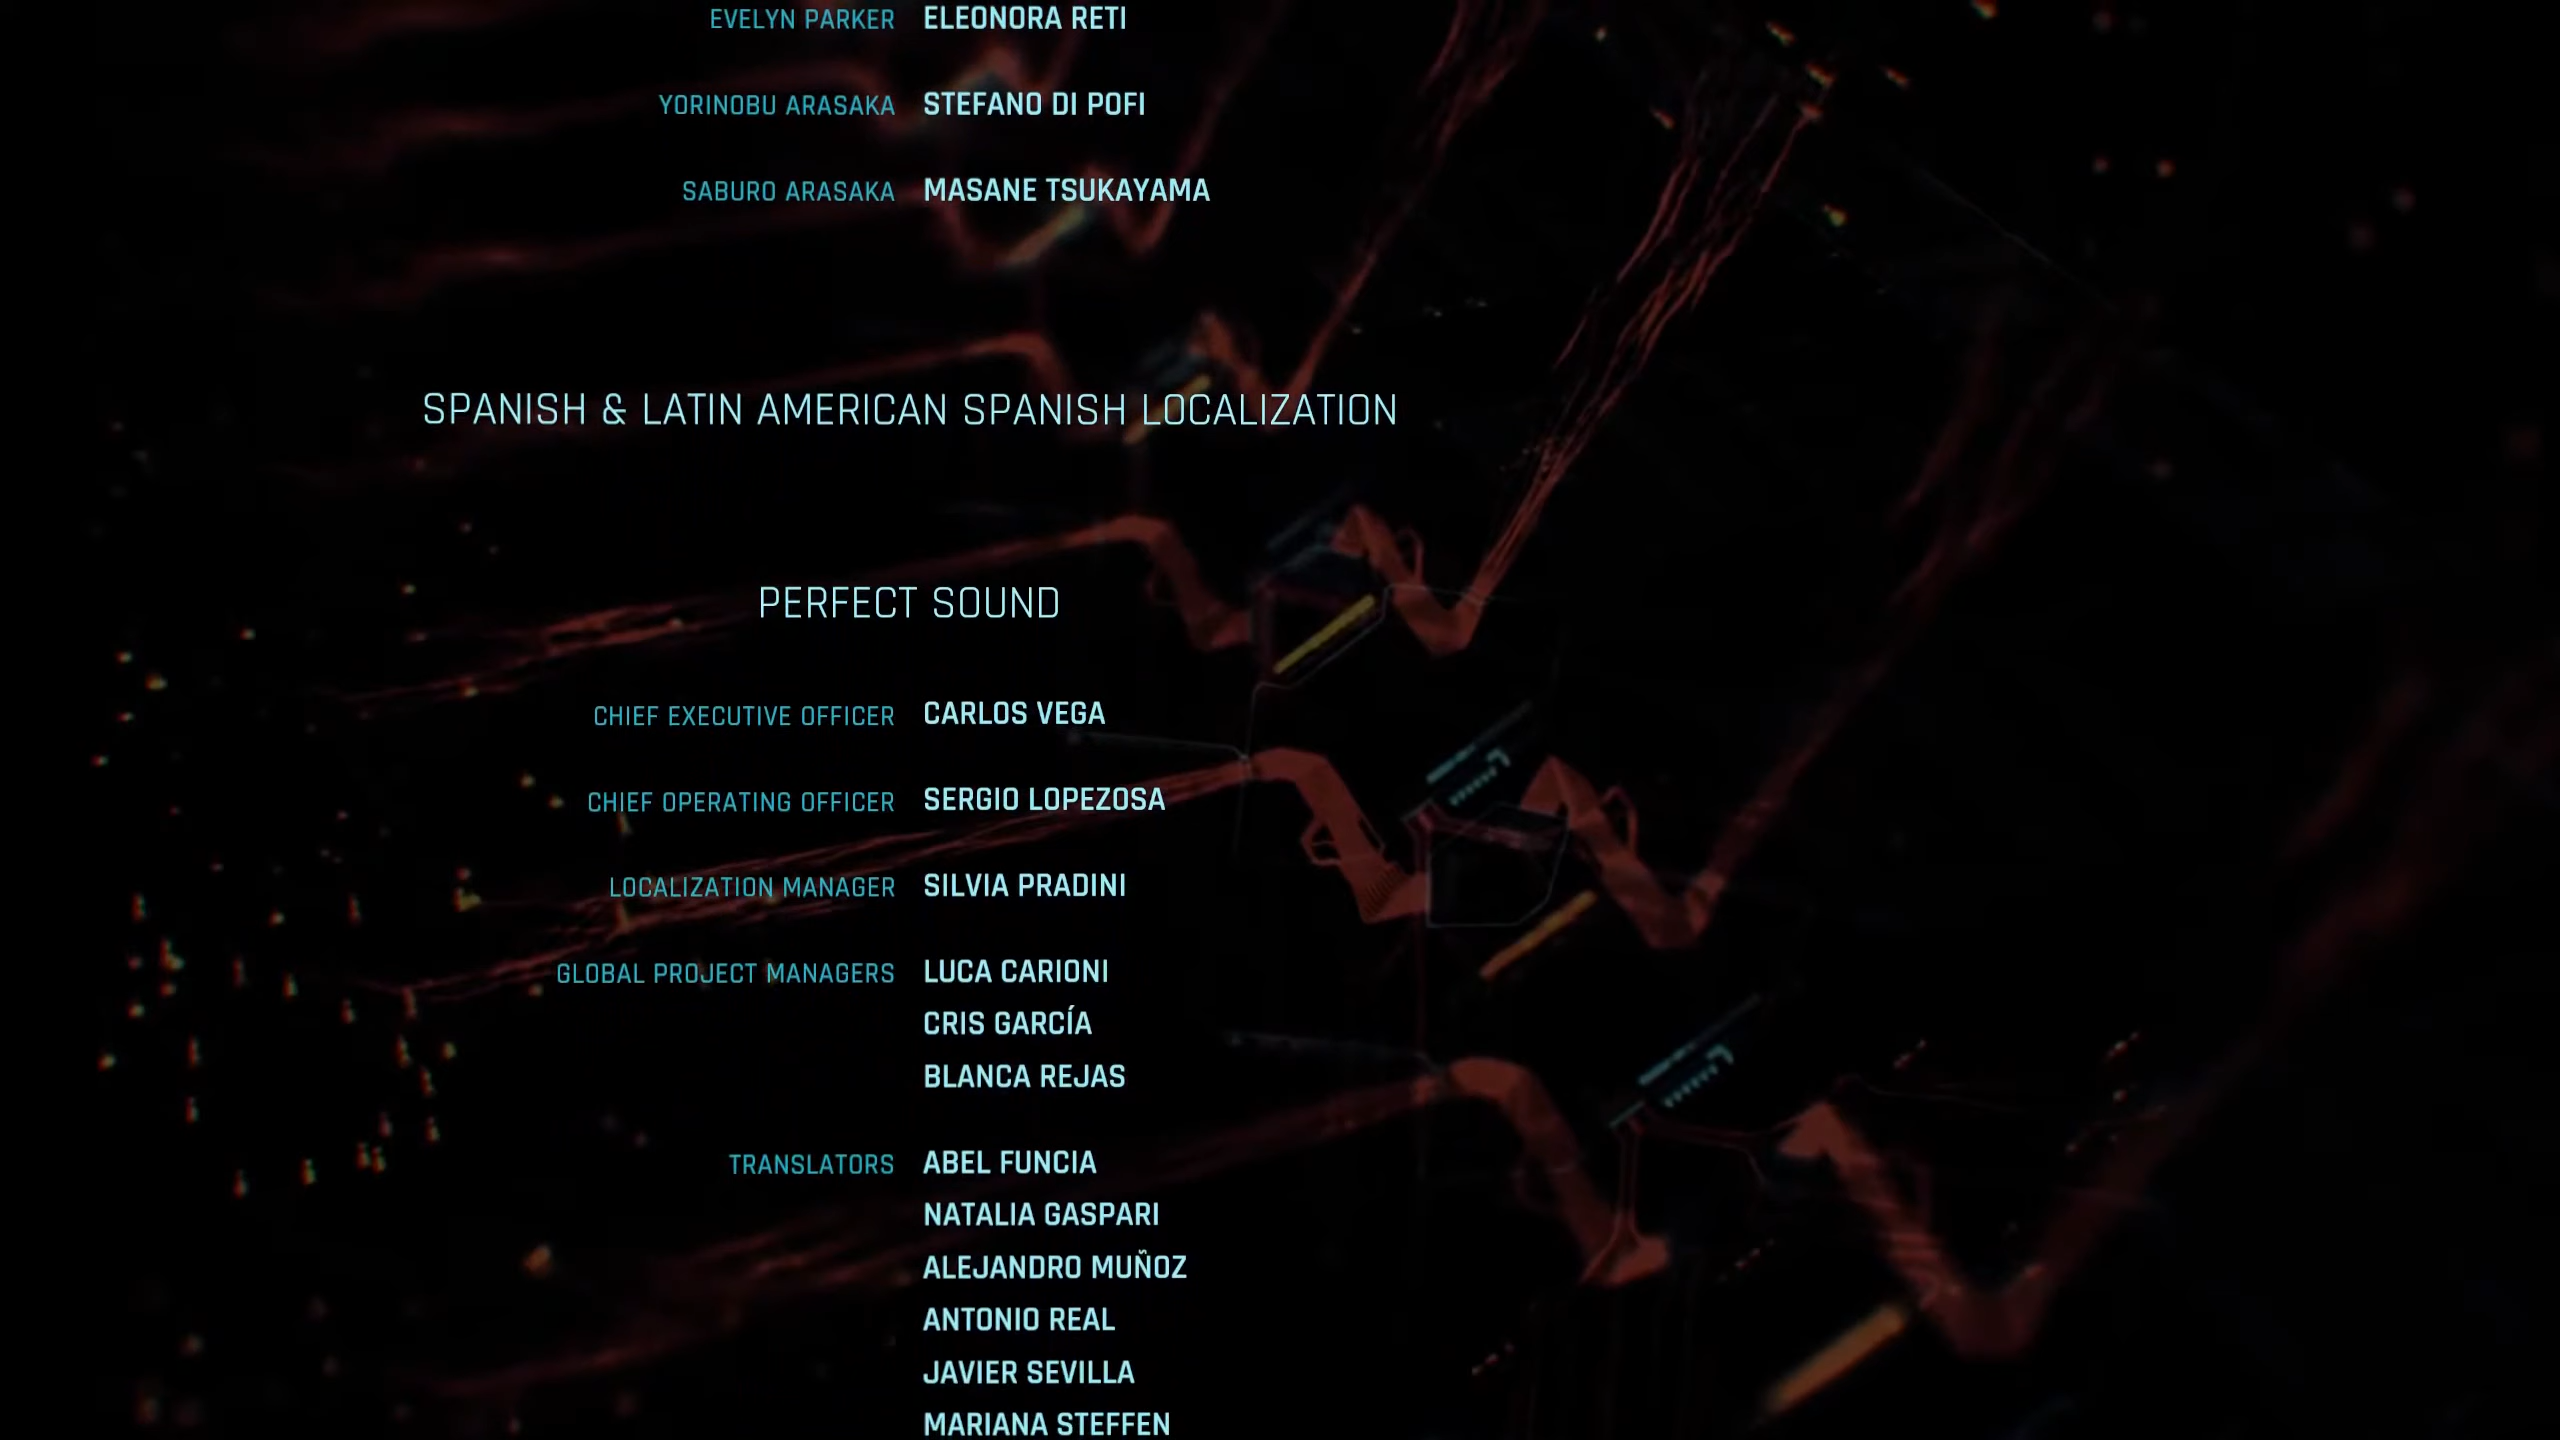 EVELYN PARKER ELEONORA RETI
YORINOBU ARASAKA STEFANO DI POFI
SABURO ARASAKA MASANE TSUKAYAMA
SPANISH & LATIN AMERICAN SPANISH LOCALIZATION
PERFECT SOUND
CHIEF EXECUTIVE OFFICER CARLOS VEGA
CHIEF OPERATING OFFICER SERGIO LOPEZOSA
LOCALIZATION MANAGER SILVIA PRADINI
GLOBAL PROJECT MANAGERS LUCA CARIONI
CRIS GARCÍA
BLANCA REJAS
TRANSLATORS ABEL FUNCIA
NATALIA GASPARI
ALEJANDRO MUÑOZ
ANTONIO REAL
JAVIER SEVILLA
MARIANA STEFFEN